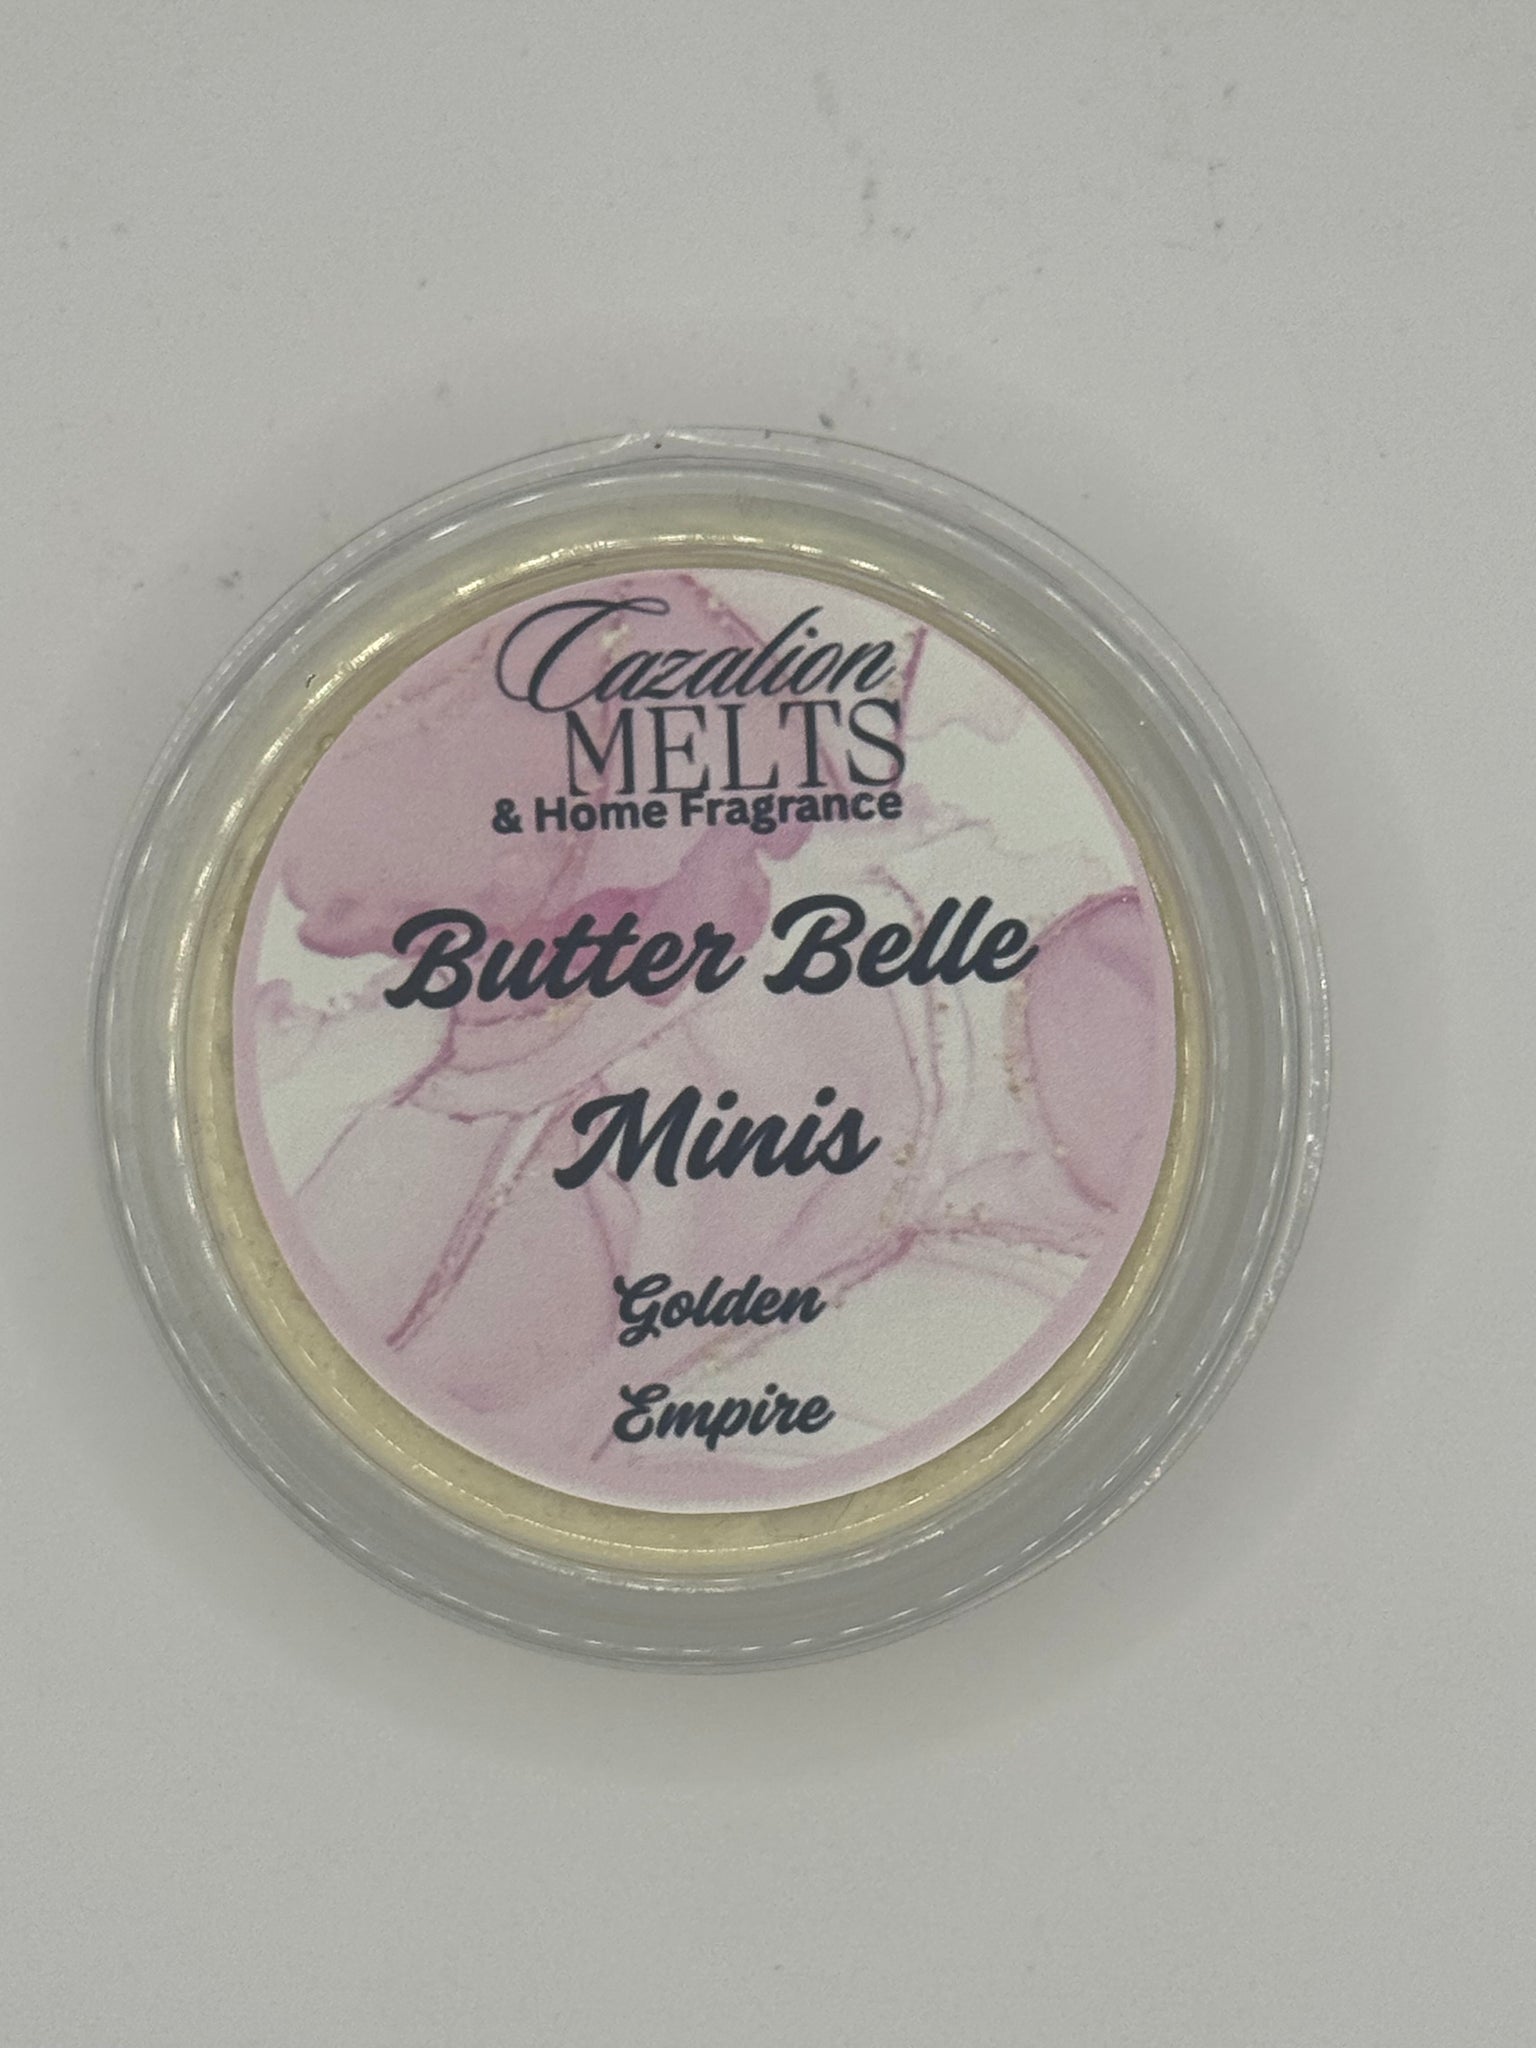 Cazalion
MELTS
& Home Fragrance
Butter Belle
Minis
Golden
Empire